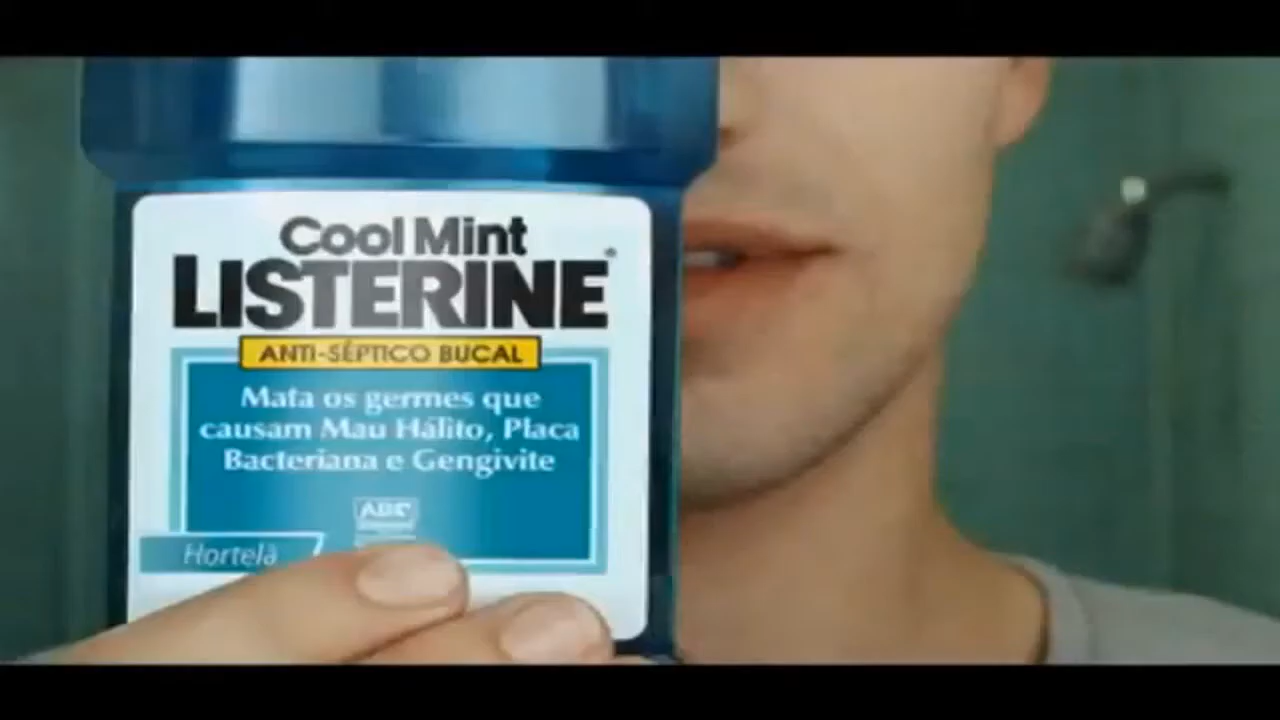 Cool Mint
LISTERINE
ANTI-SÉPTICO BUCAL
Mata os germes que
causam Mau Hálito, Placa
Bacteriana e Gengivite
Hortelã